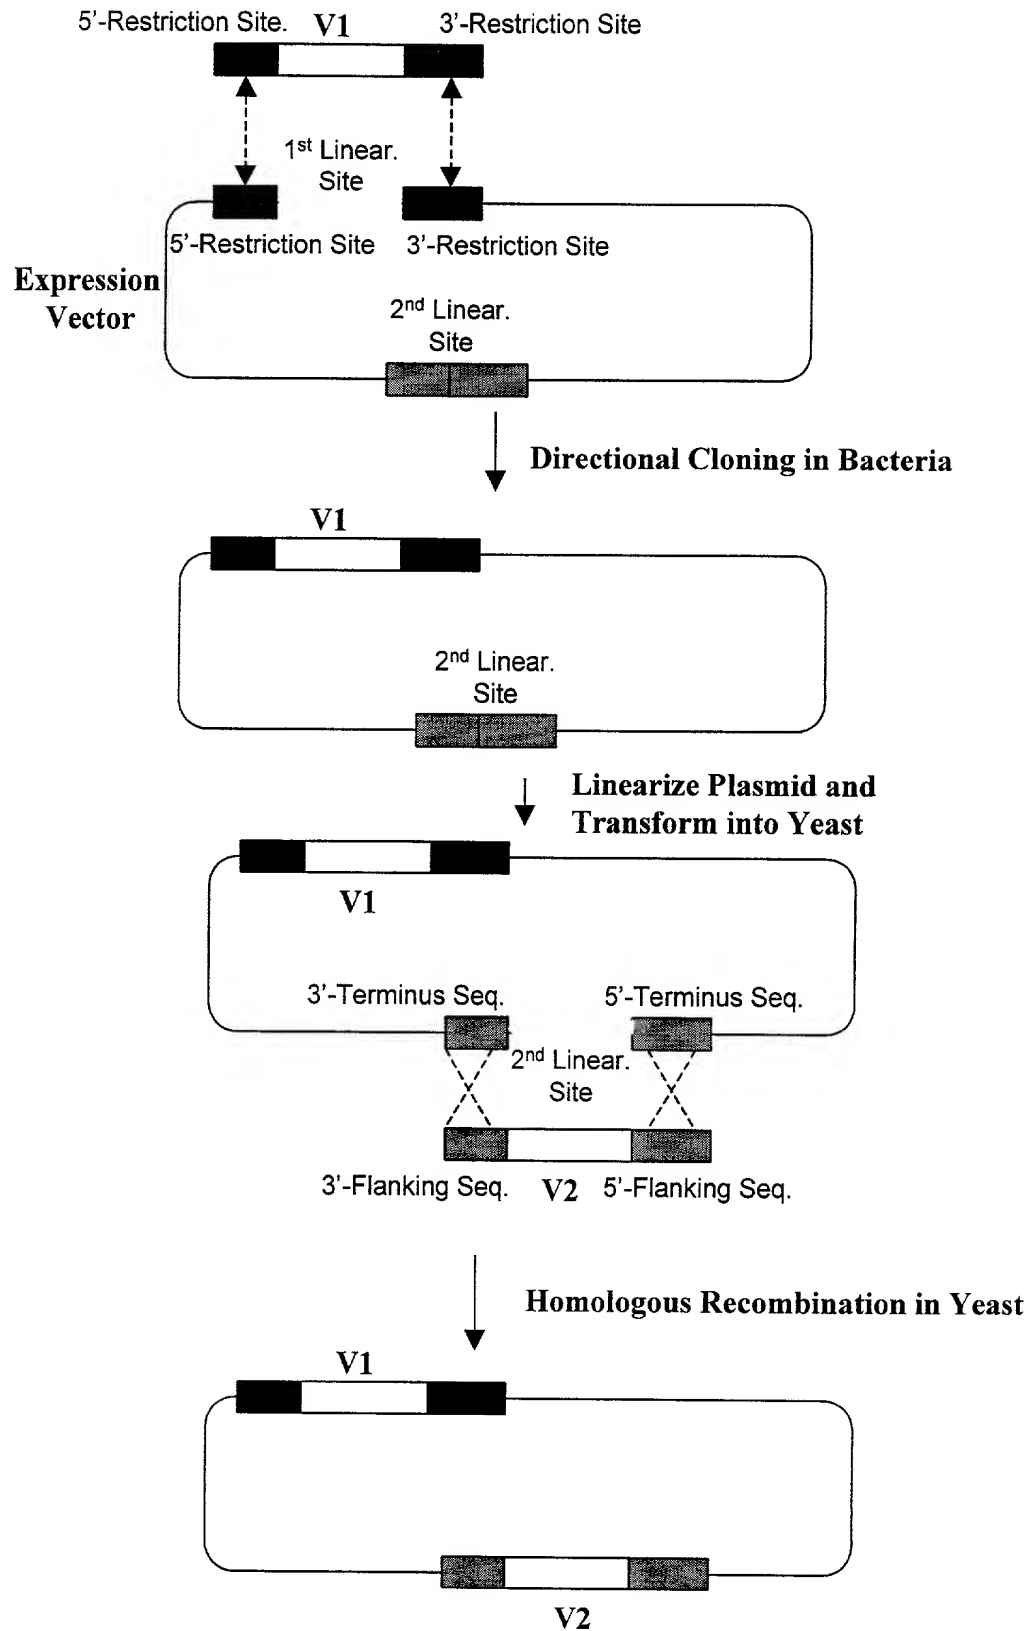 5'-Restriction Site.
V1
3'-Restriction Site
1st Linear.
Site
5'-Restriction Site
3'-Restriction Site
Expression
Vector
2nd Linear.
Site
Directional Cloning in Bacteria
V1
2nd Linear.
Site
Linearize Plasmid and
Transform into Yeast
V1
3'-Terminus Seq.
5'-Terminus Seq.
2nd Linear.
Site
3'-Flanking Seq.
V2
5'-Flanking Seq.
Homologous Recombination in Yeast
V1
V2